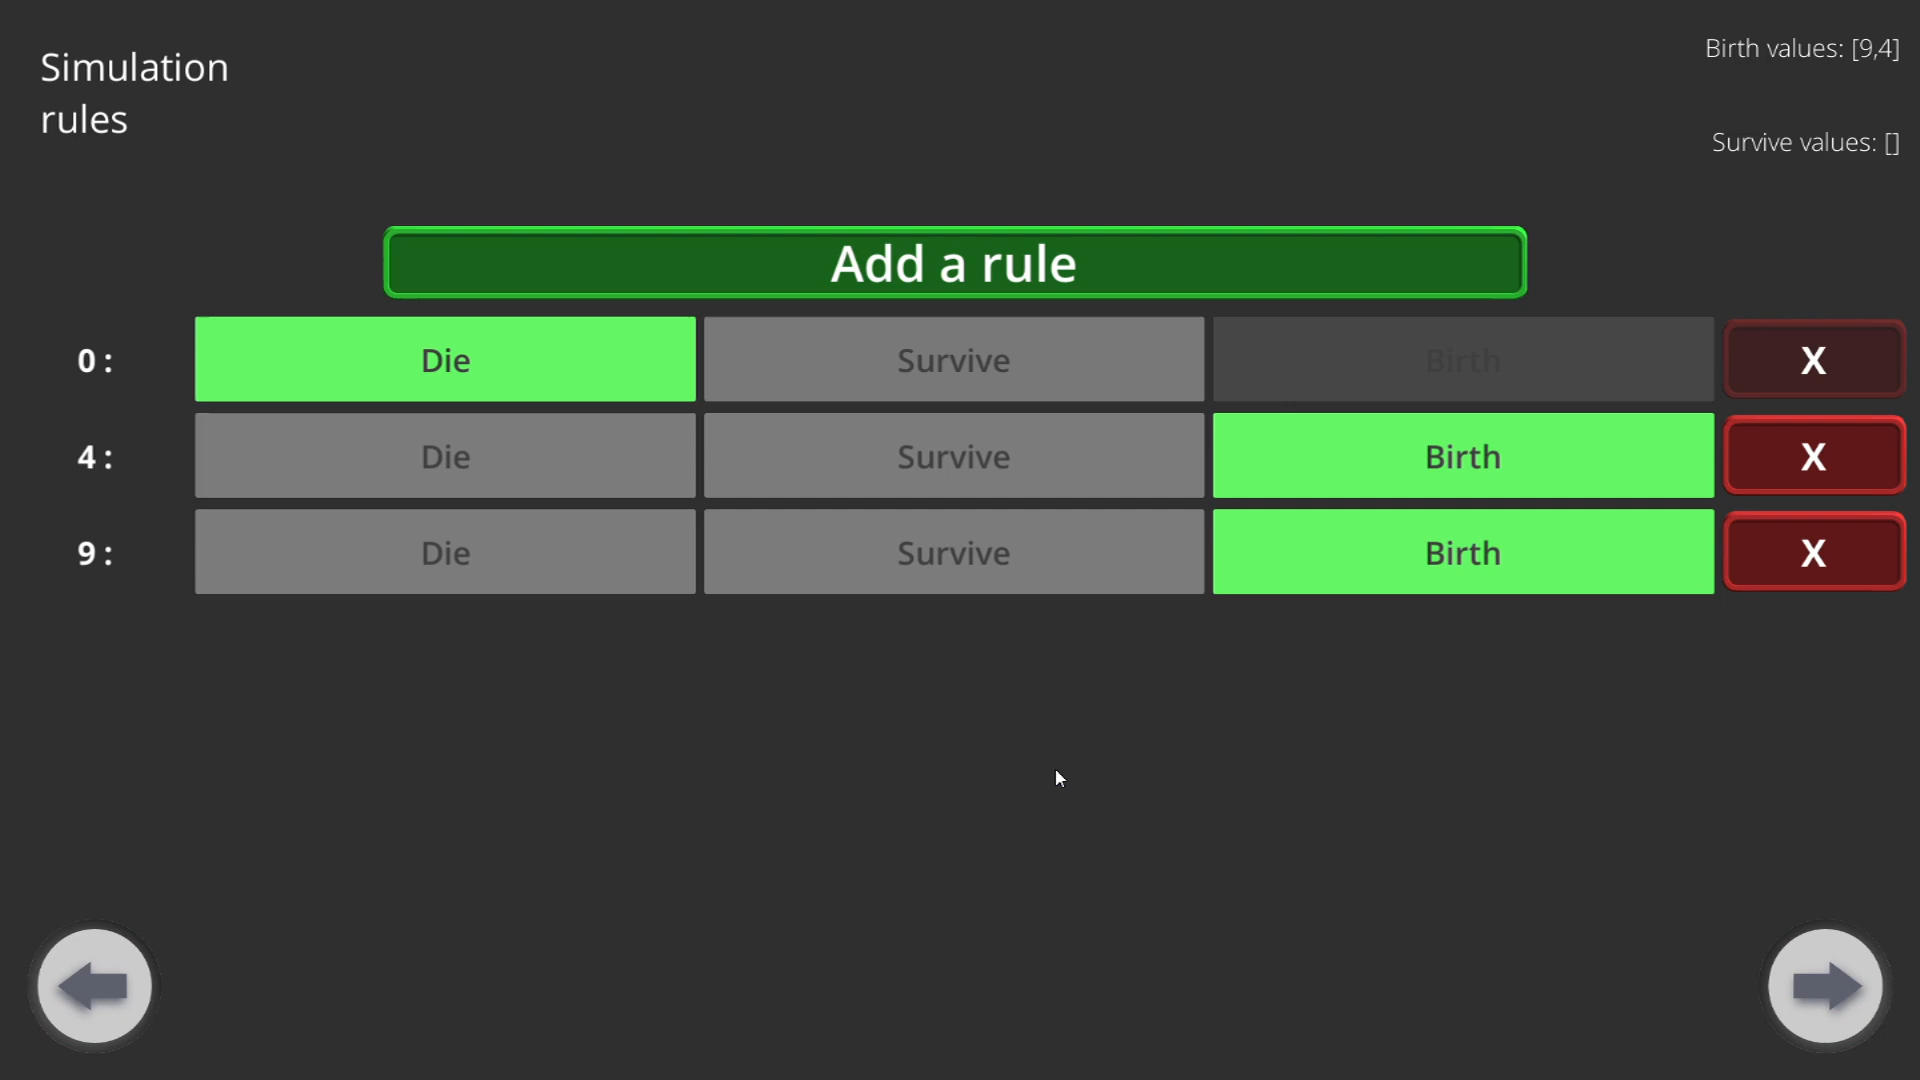 Simulation
rules
Birth values: [9,4]
Survive values: []
Add a rule
0 : Die Survive Birth X
4 : Die Survive Birth X
9 : Die Survive Birth X